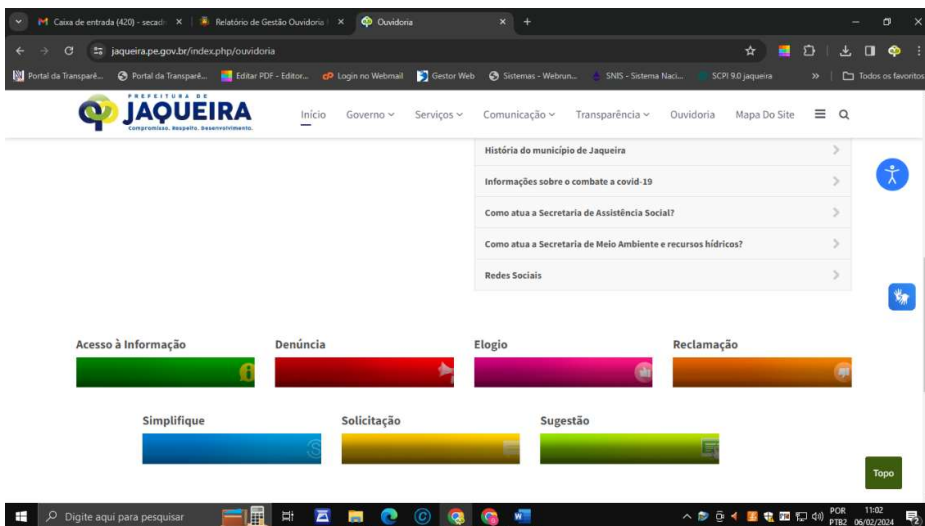 Caixa de entrada (420) - secad
Relatório de Gestão Ouvidoria
Ouvidoria
jaqueira.pe.gov.br/index.php/ouvidoria
Portal da Transparê...
Portal da Transparê...
Editar PDF - Editor...
Login no Webmail
Gestor Web
Sistemas - Webrun...
SNIS - Sistema Naci...
SCPI 9.0 jaqueira
Todos os favoritos
PREFEITURA DE
JAQUEIRA
Compromisso. Respeito. Desenvolvimento.
Início Governo Serviços Comunicação Transparência Ouvidoria Mapa Do Site
História do município de Jaqueira
Informações sobre o combate a covid-19
Como atua a Secretaria de Assistência Social?
Como atua a Secretaria de Meio Ambiente e recursos hídricos?
Redes Sociais
Acesso à Informação Denúncia Elogio Reclamação
Simplifique Solicitação Sugestão
Topo
Digite aqui para pesquisar
POR 11:02
PTB2 06/02/2024